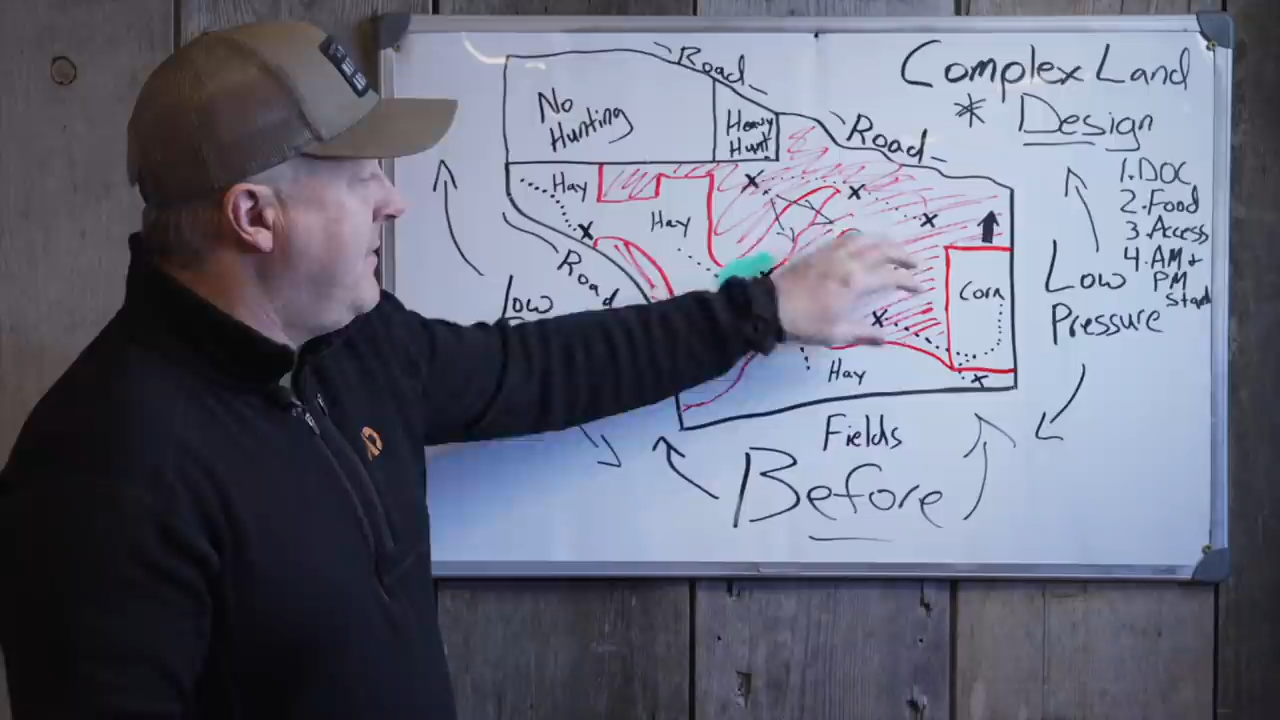 Complex Land
* Design
1. DOC
2. Food
3. Access
4. AM +
PM
Stand
Road
Road
No
Hunting
Heavy
Hunt
Hay
Hay
Road
Low
X
X
X
X
X
X
Corn
Low
Pressure
Hay
Fields
Before